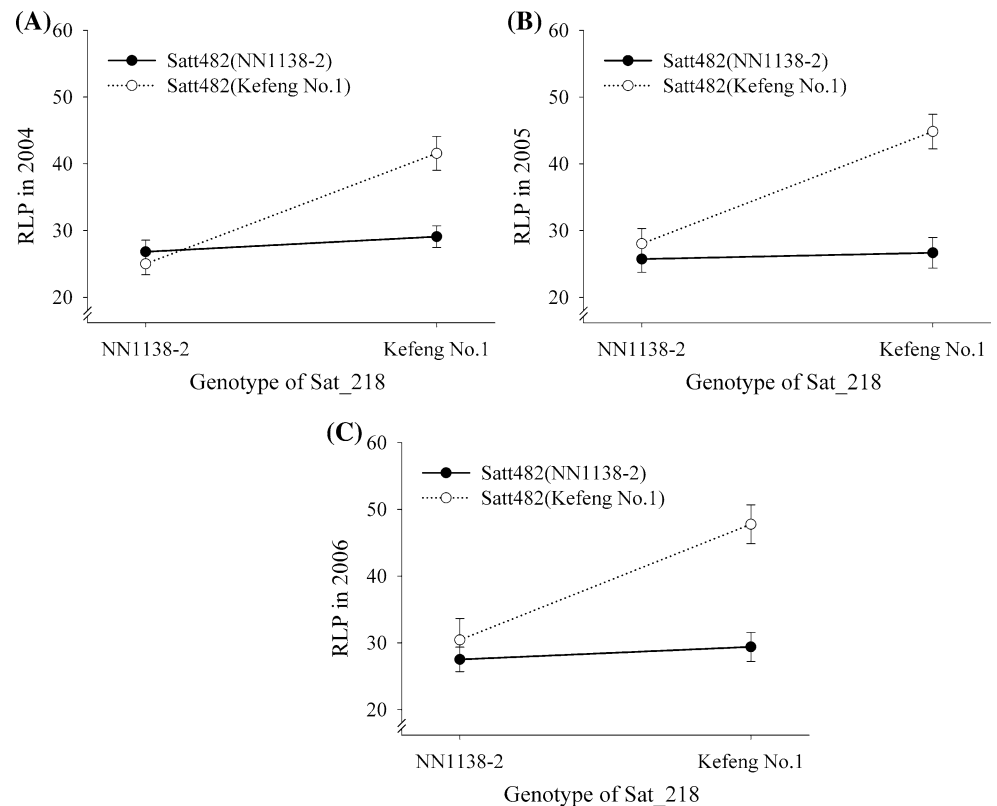 (A)
60
50
40
30
20
RLP in 2004
Satt482(NN1138-2)
Satt482(Kefeng No.1)
NN1138-2
Kefeng No.1
Genotype of Sat_218
(B)
60
50
40
30
20
RLP in 2005
Satt482(NN1138-2)
Satt482(Kefeng No.1)
NN1138-2
Kefeng No.1
Genotype of Sat_218
(C)
60
50
40
30
20
RLP in 2006
Satt482(NN1138-2)
Satt482(Kefeng No.1)
NN1138-2
Kefeng No.1
Genotype of Sat_218